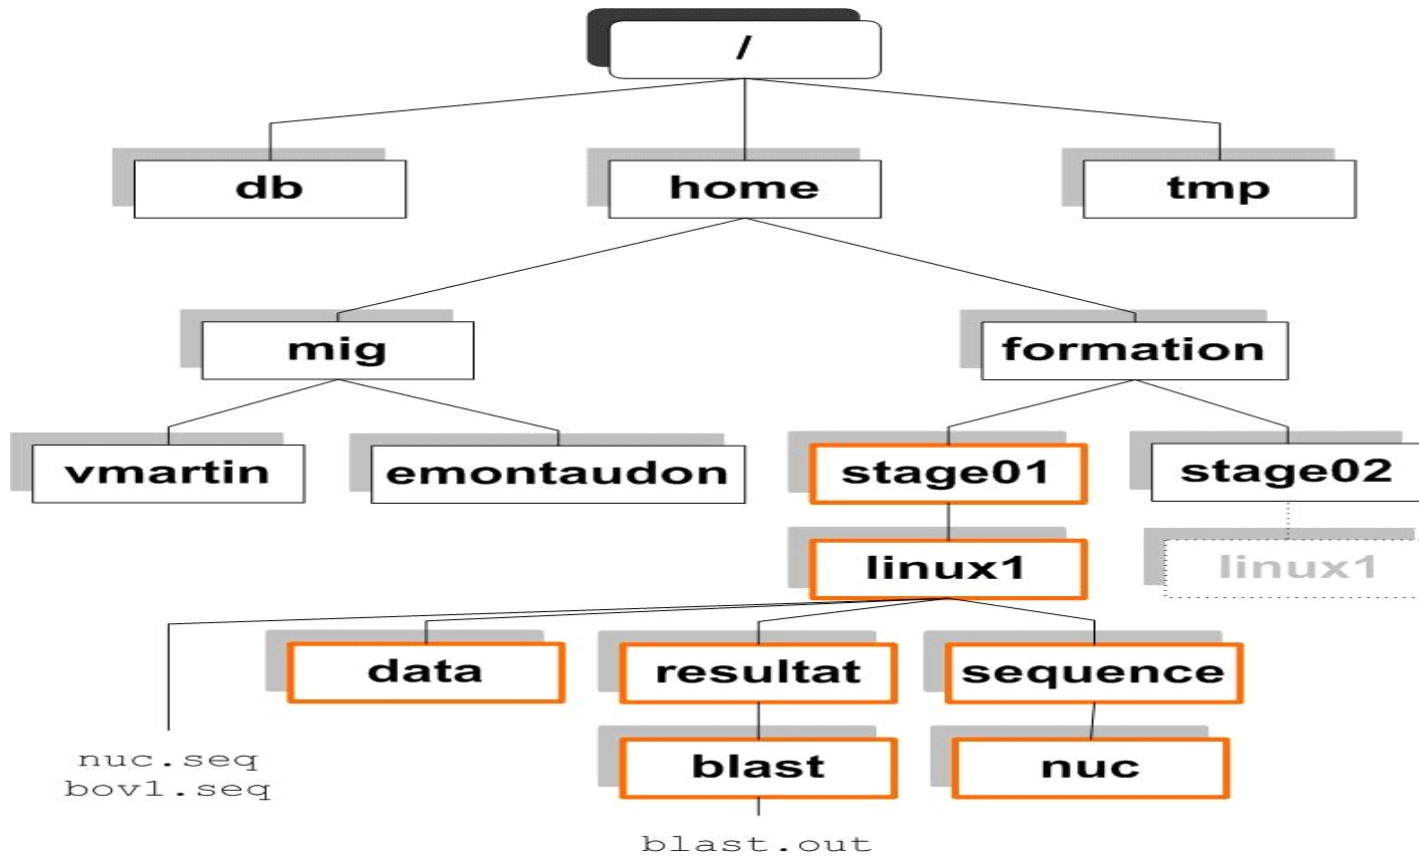 /
db home tmp
mig formation
vmartin emontaudon stage01 stage02
linux1 linux1
data resultat sequence
blast nuc
nuc.seq
bov1.seq
blast.out